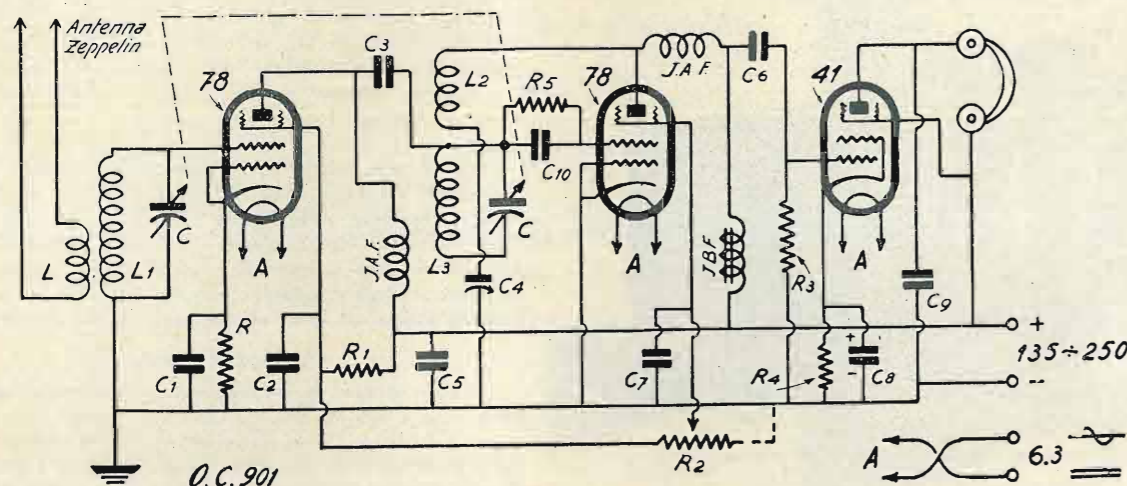 Antenna
Zeppelin
78
C3
L2
R5
J.A.F.
C6
78
41
C10
L
L1
C
A
J.A.F.
L3
C
C4
A
J.B.F.
R3
A
C9
R
C1
C2
R1
C5
C7
R4
+
-
C8
+
135÷250
--
R2
A
6.3
O.C.901